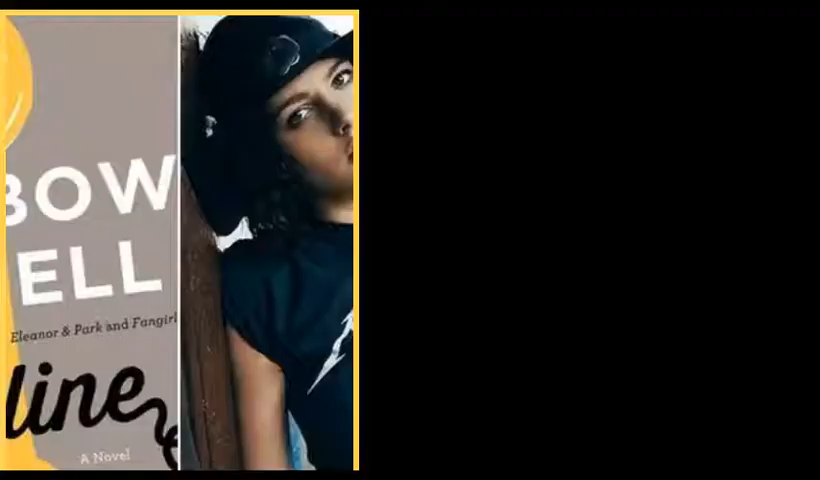 BOW
ELL
Eleanor & Park and Fangirl
line
A Novel